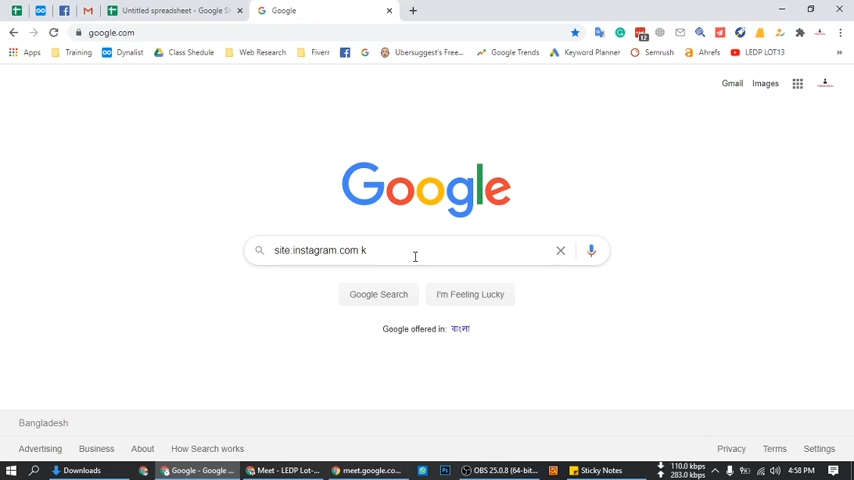 Untitled spreadsheet - Google S
Google
google.com
12
Apps
Training
Dynalist
Class Shedule
Web Research
Fiverr
Ubersuggest's Free...
Google Trends
Keyword Planner
Semrush
Ahrefs
LEDP LOT13
»
Gmail
Images
Google
site:instagram.com k
Google Search
I'm Feeling Lucky
Google offered in: বাংলা
Bangladesh
Advertising
Business
About
How Search works
Privacy
Terms
Settings
Downloads
Google - Google ...
Meet - LEDP Lot-...
meet.google.co...
Ps
OBS 25.0.8 (64-bit...
Sticky Notes
110.0 kbps
283.0 kbps
4:58 PM